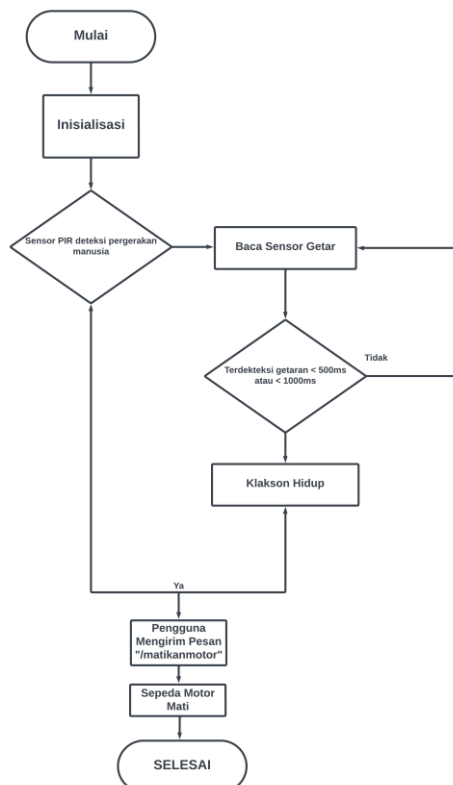 Mulai
Inisialisasi
Sensor PIR deteksi pergerakan
manusia
Baca Sensor Getar
Terdekteksi getaran < 500ms
atau < 1000ms
Tidak
Klakson Hidup
Ya
Pengguna
Mengirim Pesan
"/matikanmotor"
Sepeda Motor
Mati
SELESAI